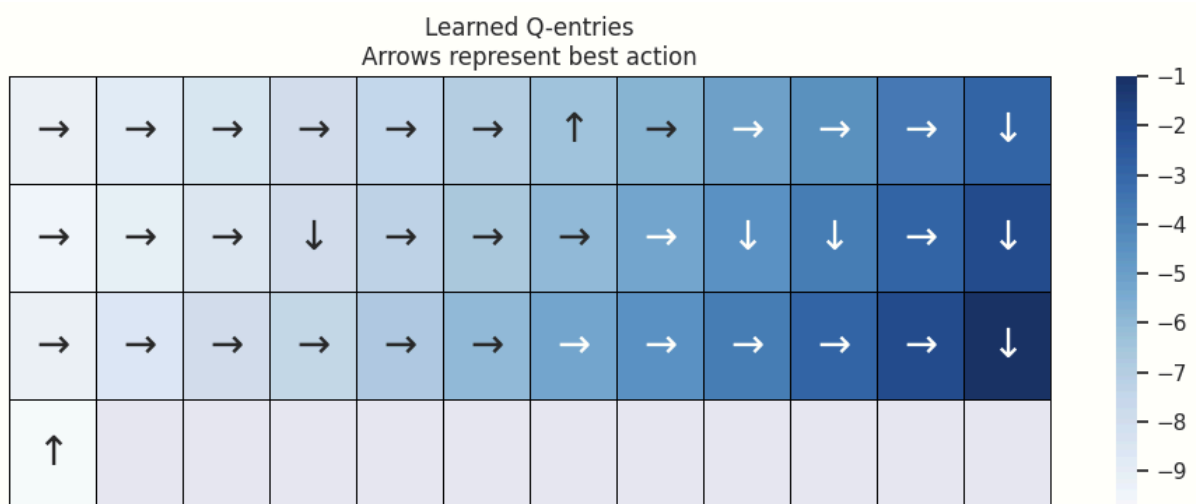 Learned Q-entries
Arrows represent best action
→ → → → → → ↑ → → → → ↓
→ → → ↓ → → → → ↓ ↓ → ↓
→ → → → → → → → → → → ↓
↑
−1
−2
−3
−4
−5
−6
−7
−8
−9